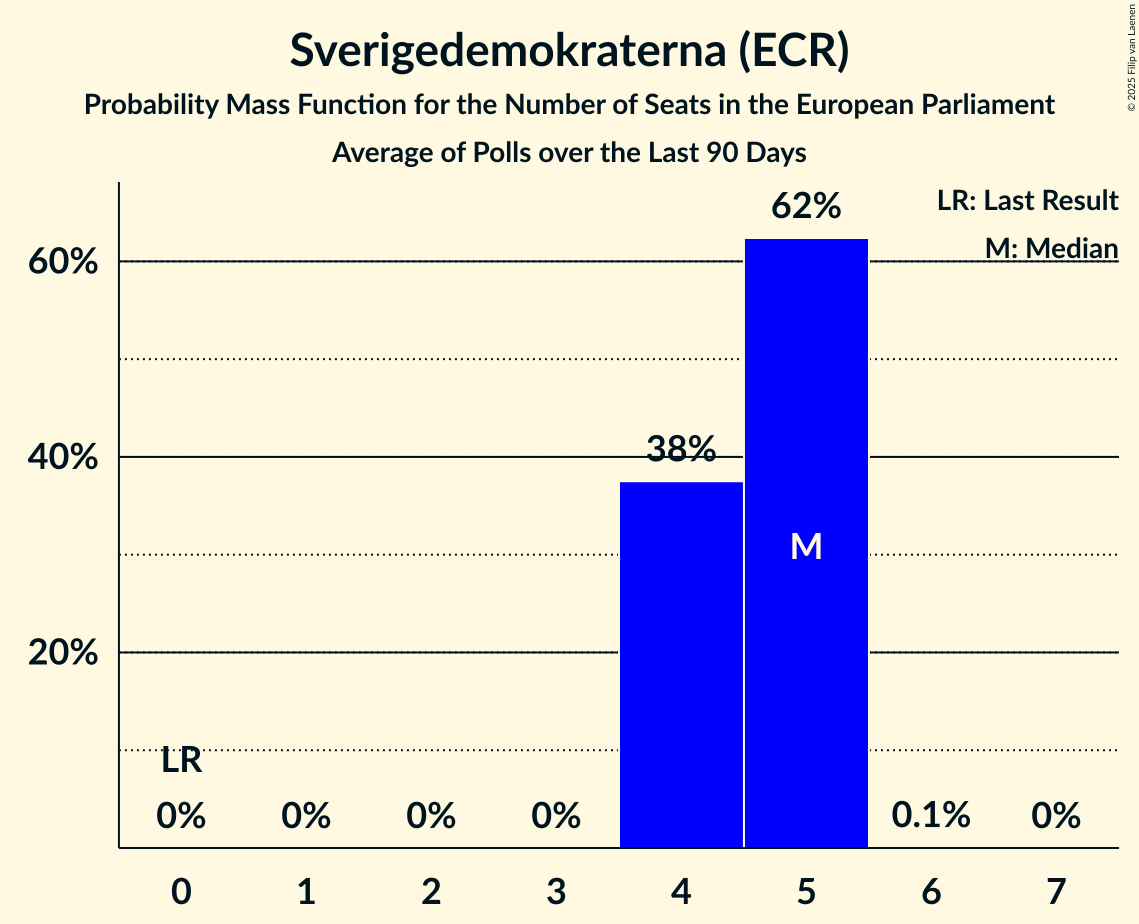 Sverigedemokraterna (ECR)
Probability Mass Function for the Number of Seats in the European Parliament
Average of Polls over the Last 90 Days
© 2025 Filip van Laenen
LR: Last Result
M: Median
62%
60%
38%
40%
M
20%
LR
0% 0% 0% 0% 0.1% 0%
0 1 2 3 4 5 6 7